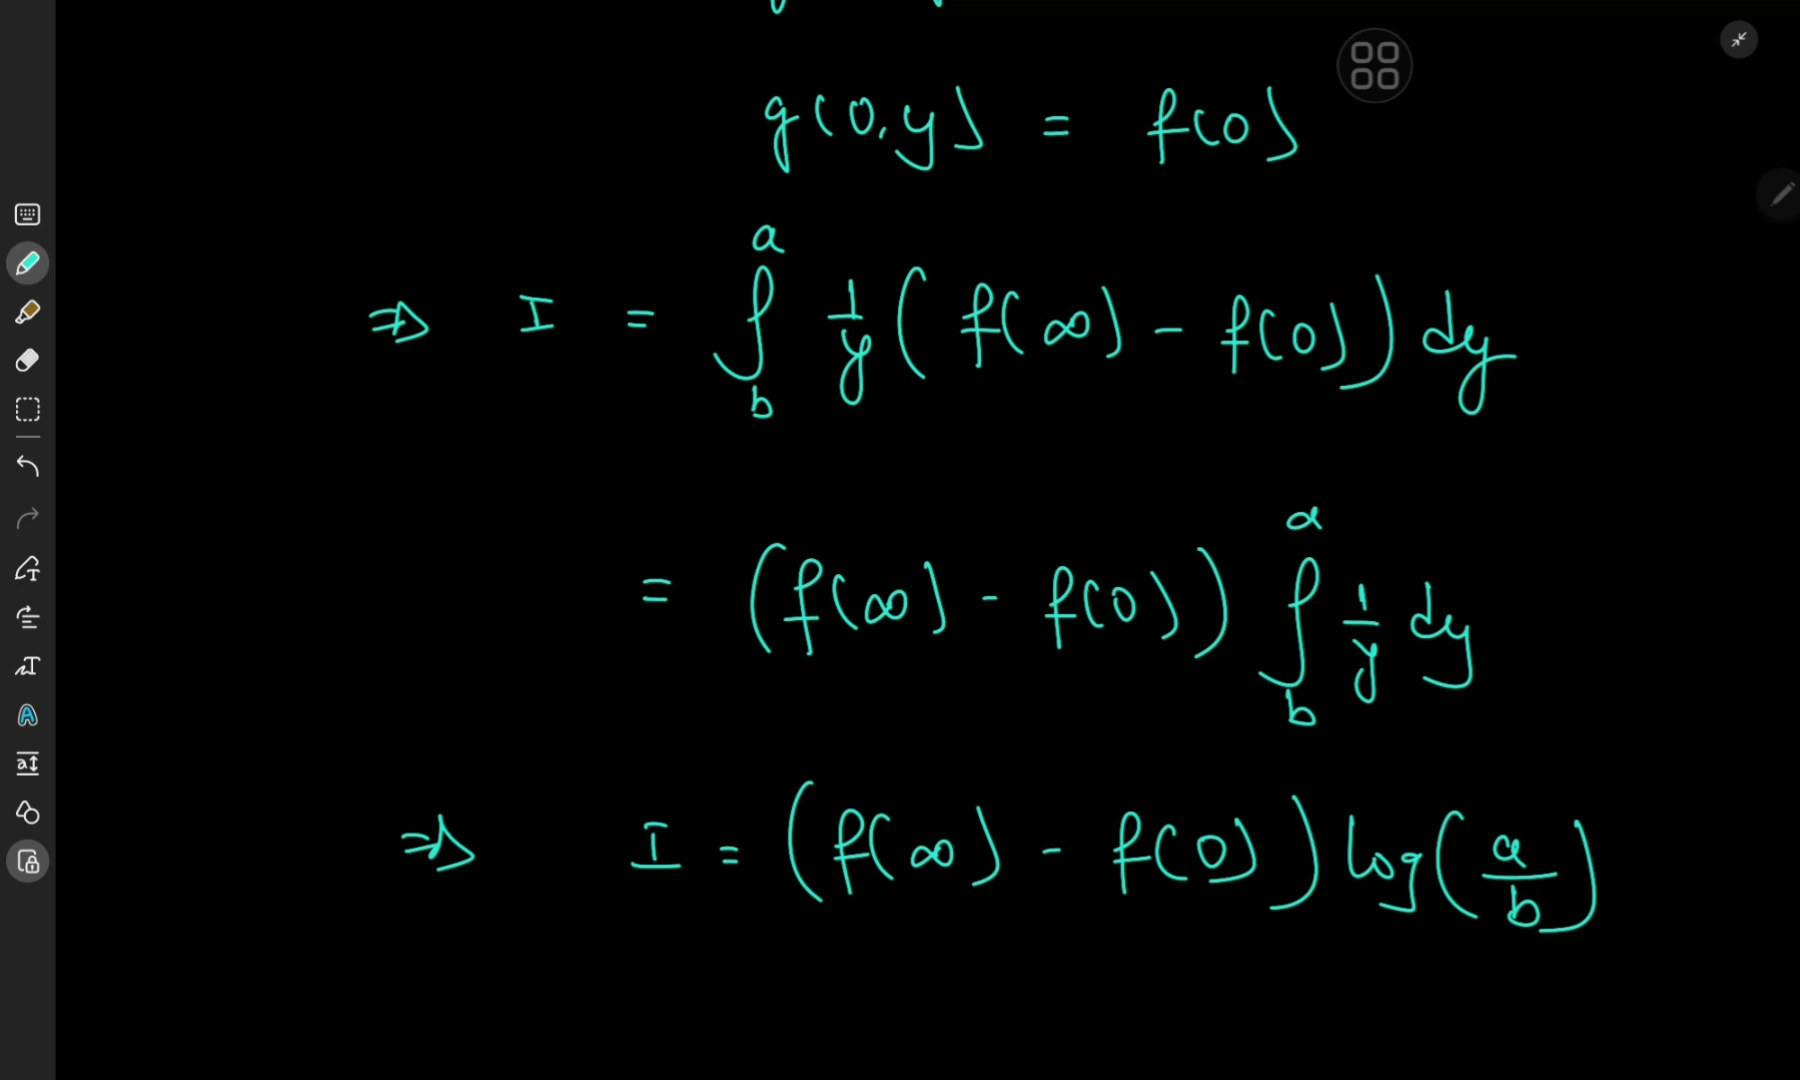 g(0,y) = f(0)
⇒ I = ∫_b^a 1/y ( f(∞) - f(0) ) dy
= ( f(∞) - f(0) ) ∫_b^a 1/y dy
⇒ I = ( f(∞) - f(0) ) log( a/b )